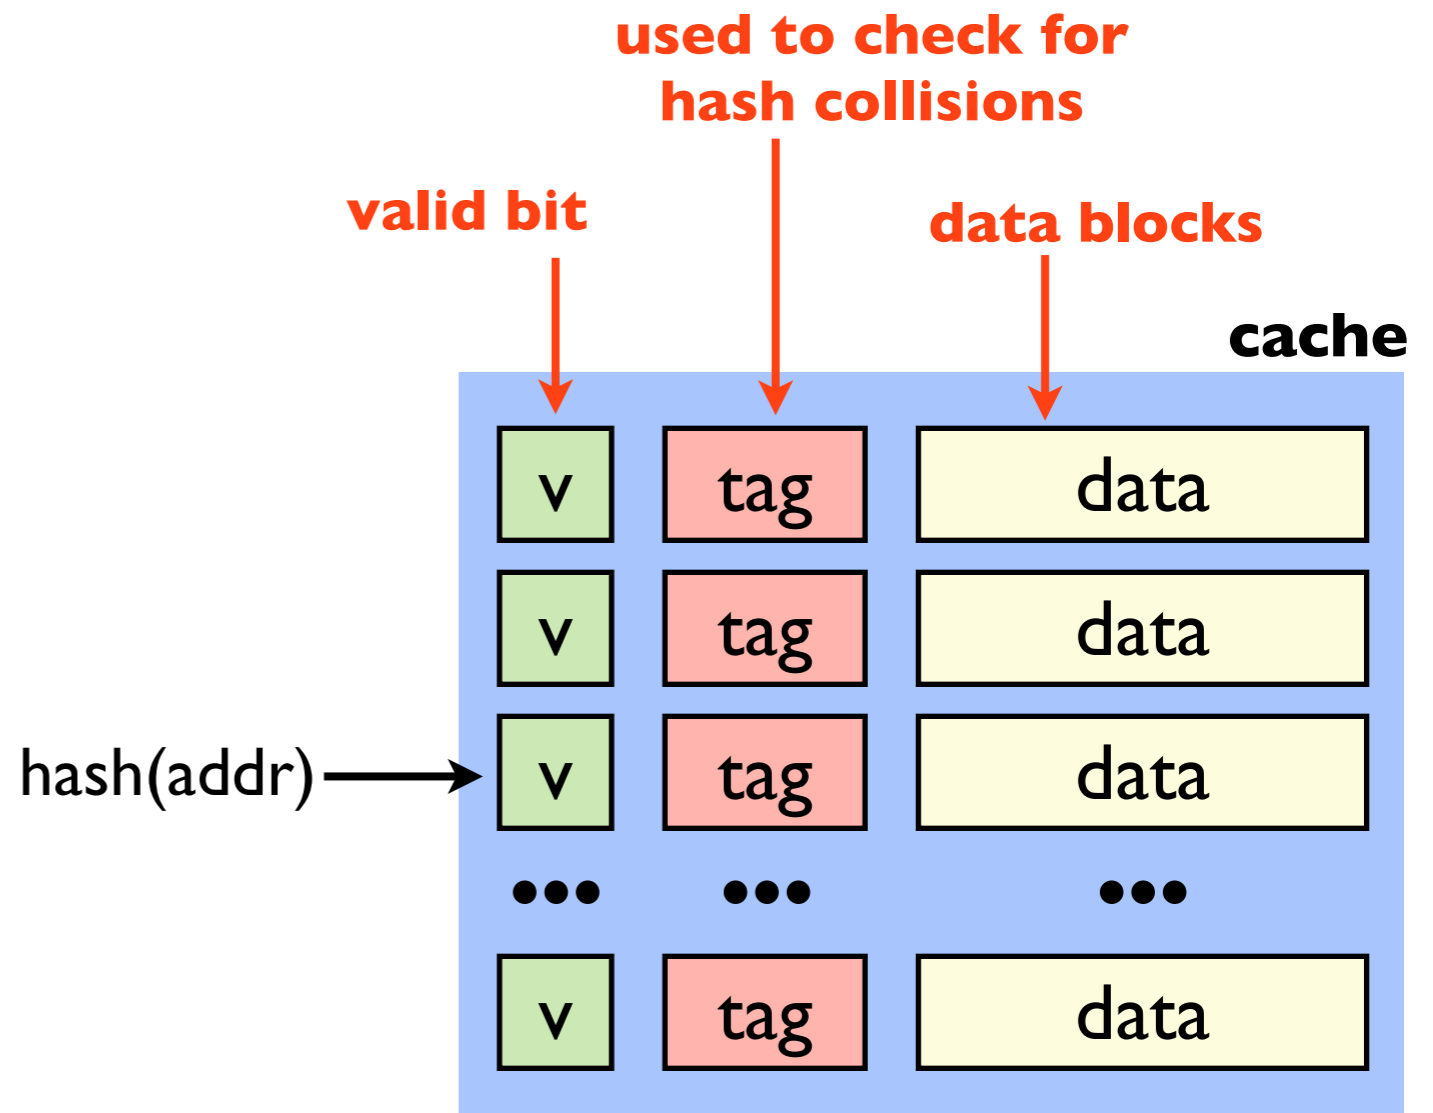 used to check for
hash collisions
valid bit
data blocks
cache
v tag data
v tag data
hash(addr) v tag data
... ... ...
v tag data